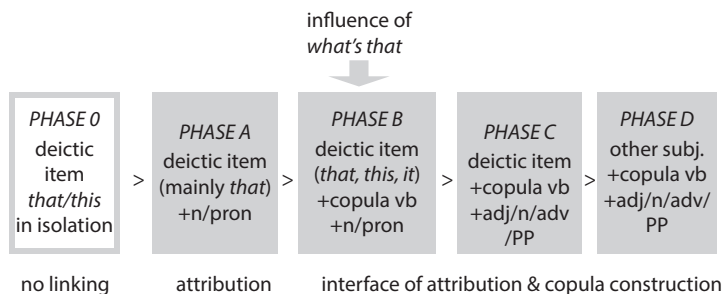 influence of
what's that
PHASE 0
deictic
item
that/this
in isolation
>
PHASE A
deictic item
(mainly that)
+n/pron
>
PHASE B
deictic item
(that, this, it)
+copula vb
+n/pron
>
PHASE C
deictic item
+copula vb
+adj/n/adv
/PP
>
PHASE D
other subj.
+copula vb
+adj/n/adv/
PP
no linking
attribution
interface of attribution & copula construction